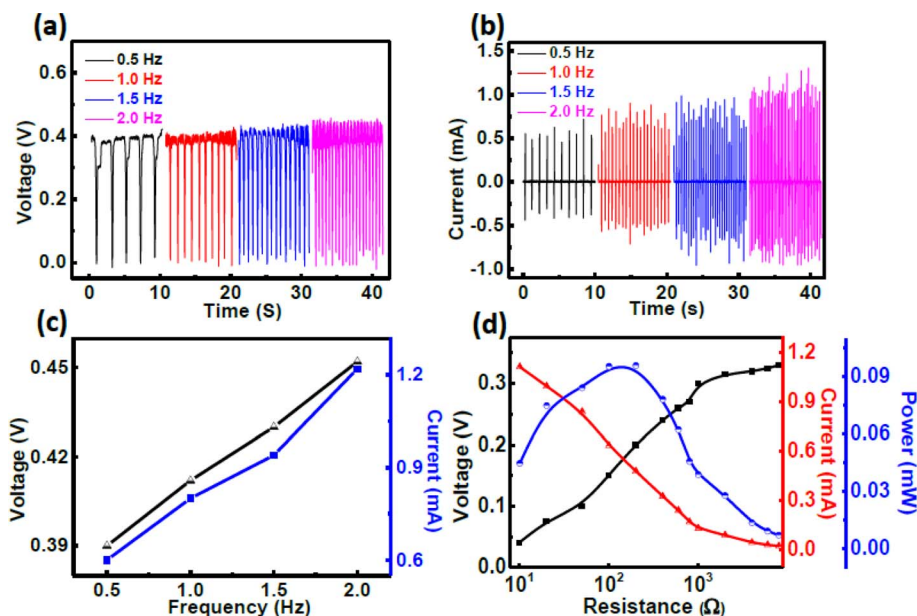 (a)
0.5 Hz
1.0 Hz
1.5 Hz
2.0 Hz
0.6
0.4
0.2
0.0
Voltage (V)
0 10 20 30 40
Time (S)
(b)
0.5 Hz
1.0 Hz
1.5 Hz
2.0 Hz
1.5
1.0
0.5
0.0
-0.5
-1.0
Current (mA)
0 10 20 30 40
Time (s)
(c)
0.45
0.42
0.39
Voltage (V)
1.2
0.9
0.6
Current (mA)
0.5 1.0 1.5 2.0
Frequency (Hz)
(d)
0.3
0.2
0.1
0.0
Voltage (V)
1.2
0.9
0.6
0.3
0.0
Current (mA)
0.09
0.06
0.03
0.00
Power (mW)
10¹ 10² 10³
Resistance (Ω)